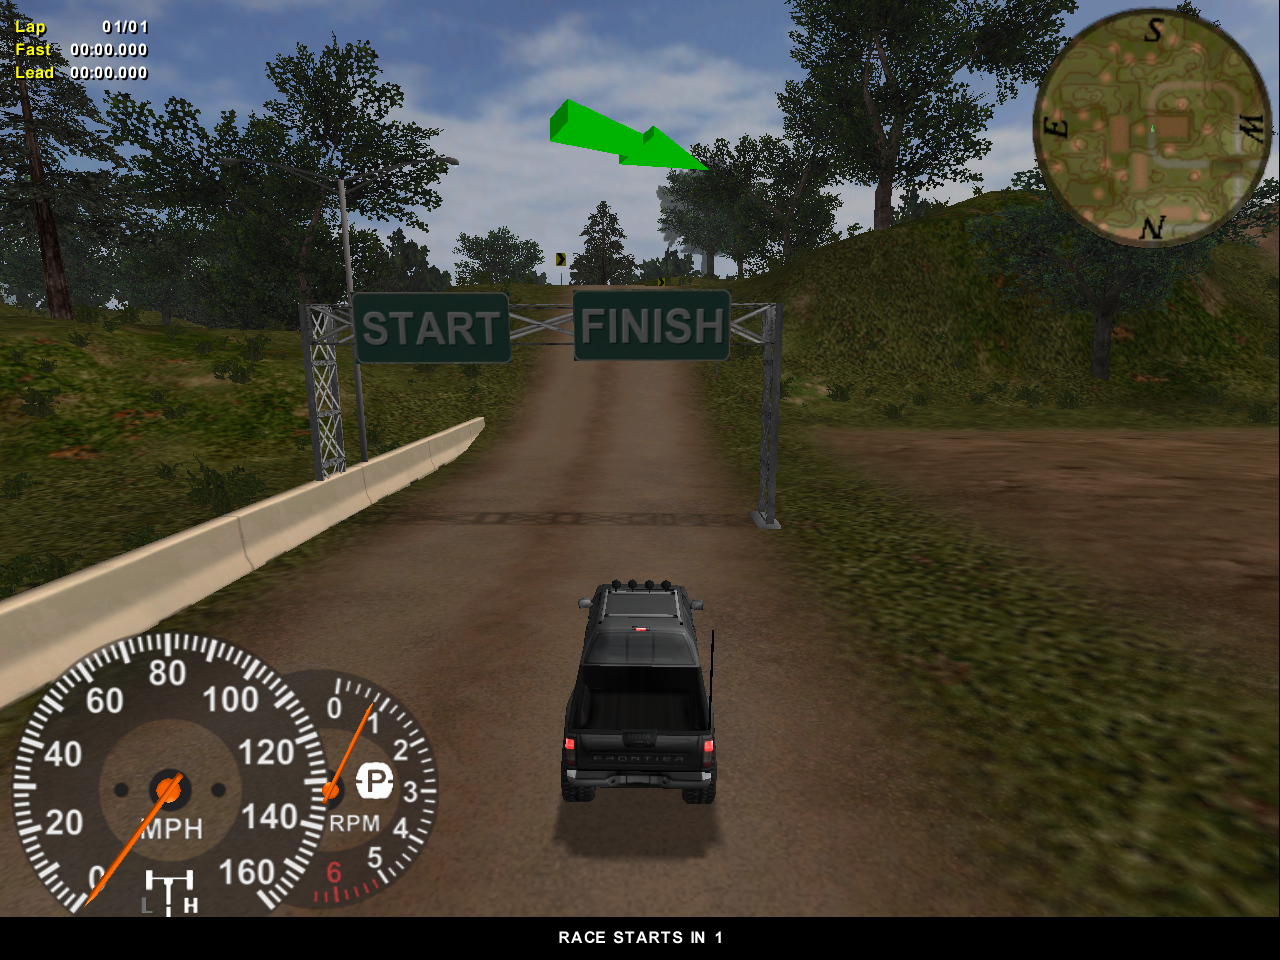 Lap 01/01
Fast 00:00.000
Lead 00:00.000
S
E
W
N
START FINISH
80
60 100
40 120
20 140
0 160
MPH
L H
0
1
2
3
4
5
6
P
RPM
FRONTIER
RACE STARTS IN 1